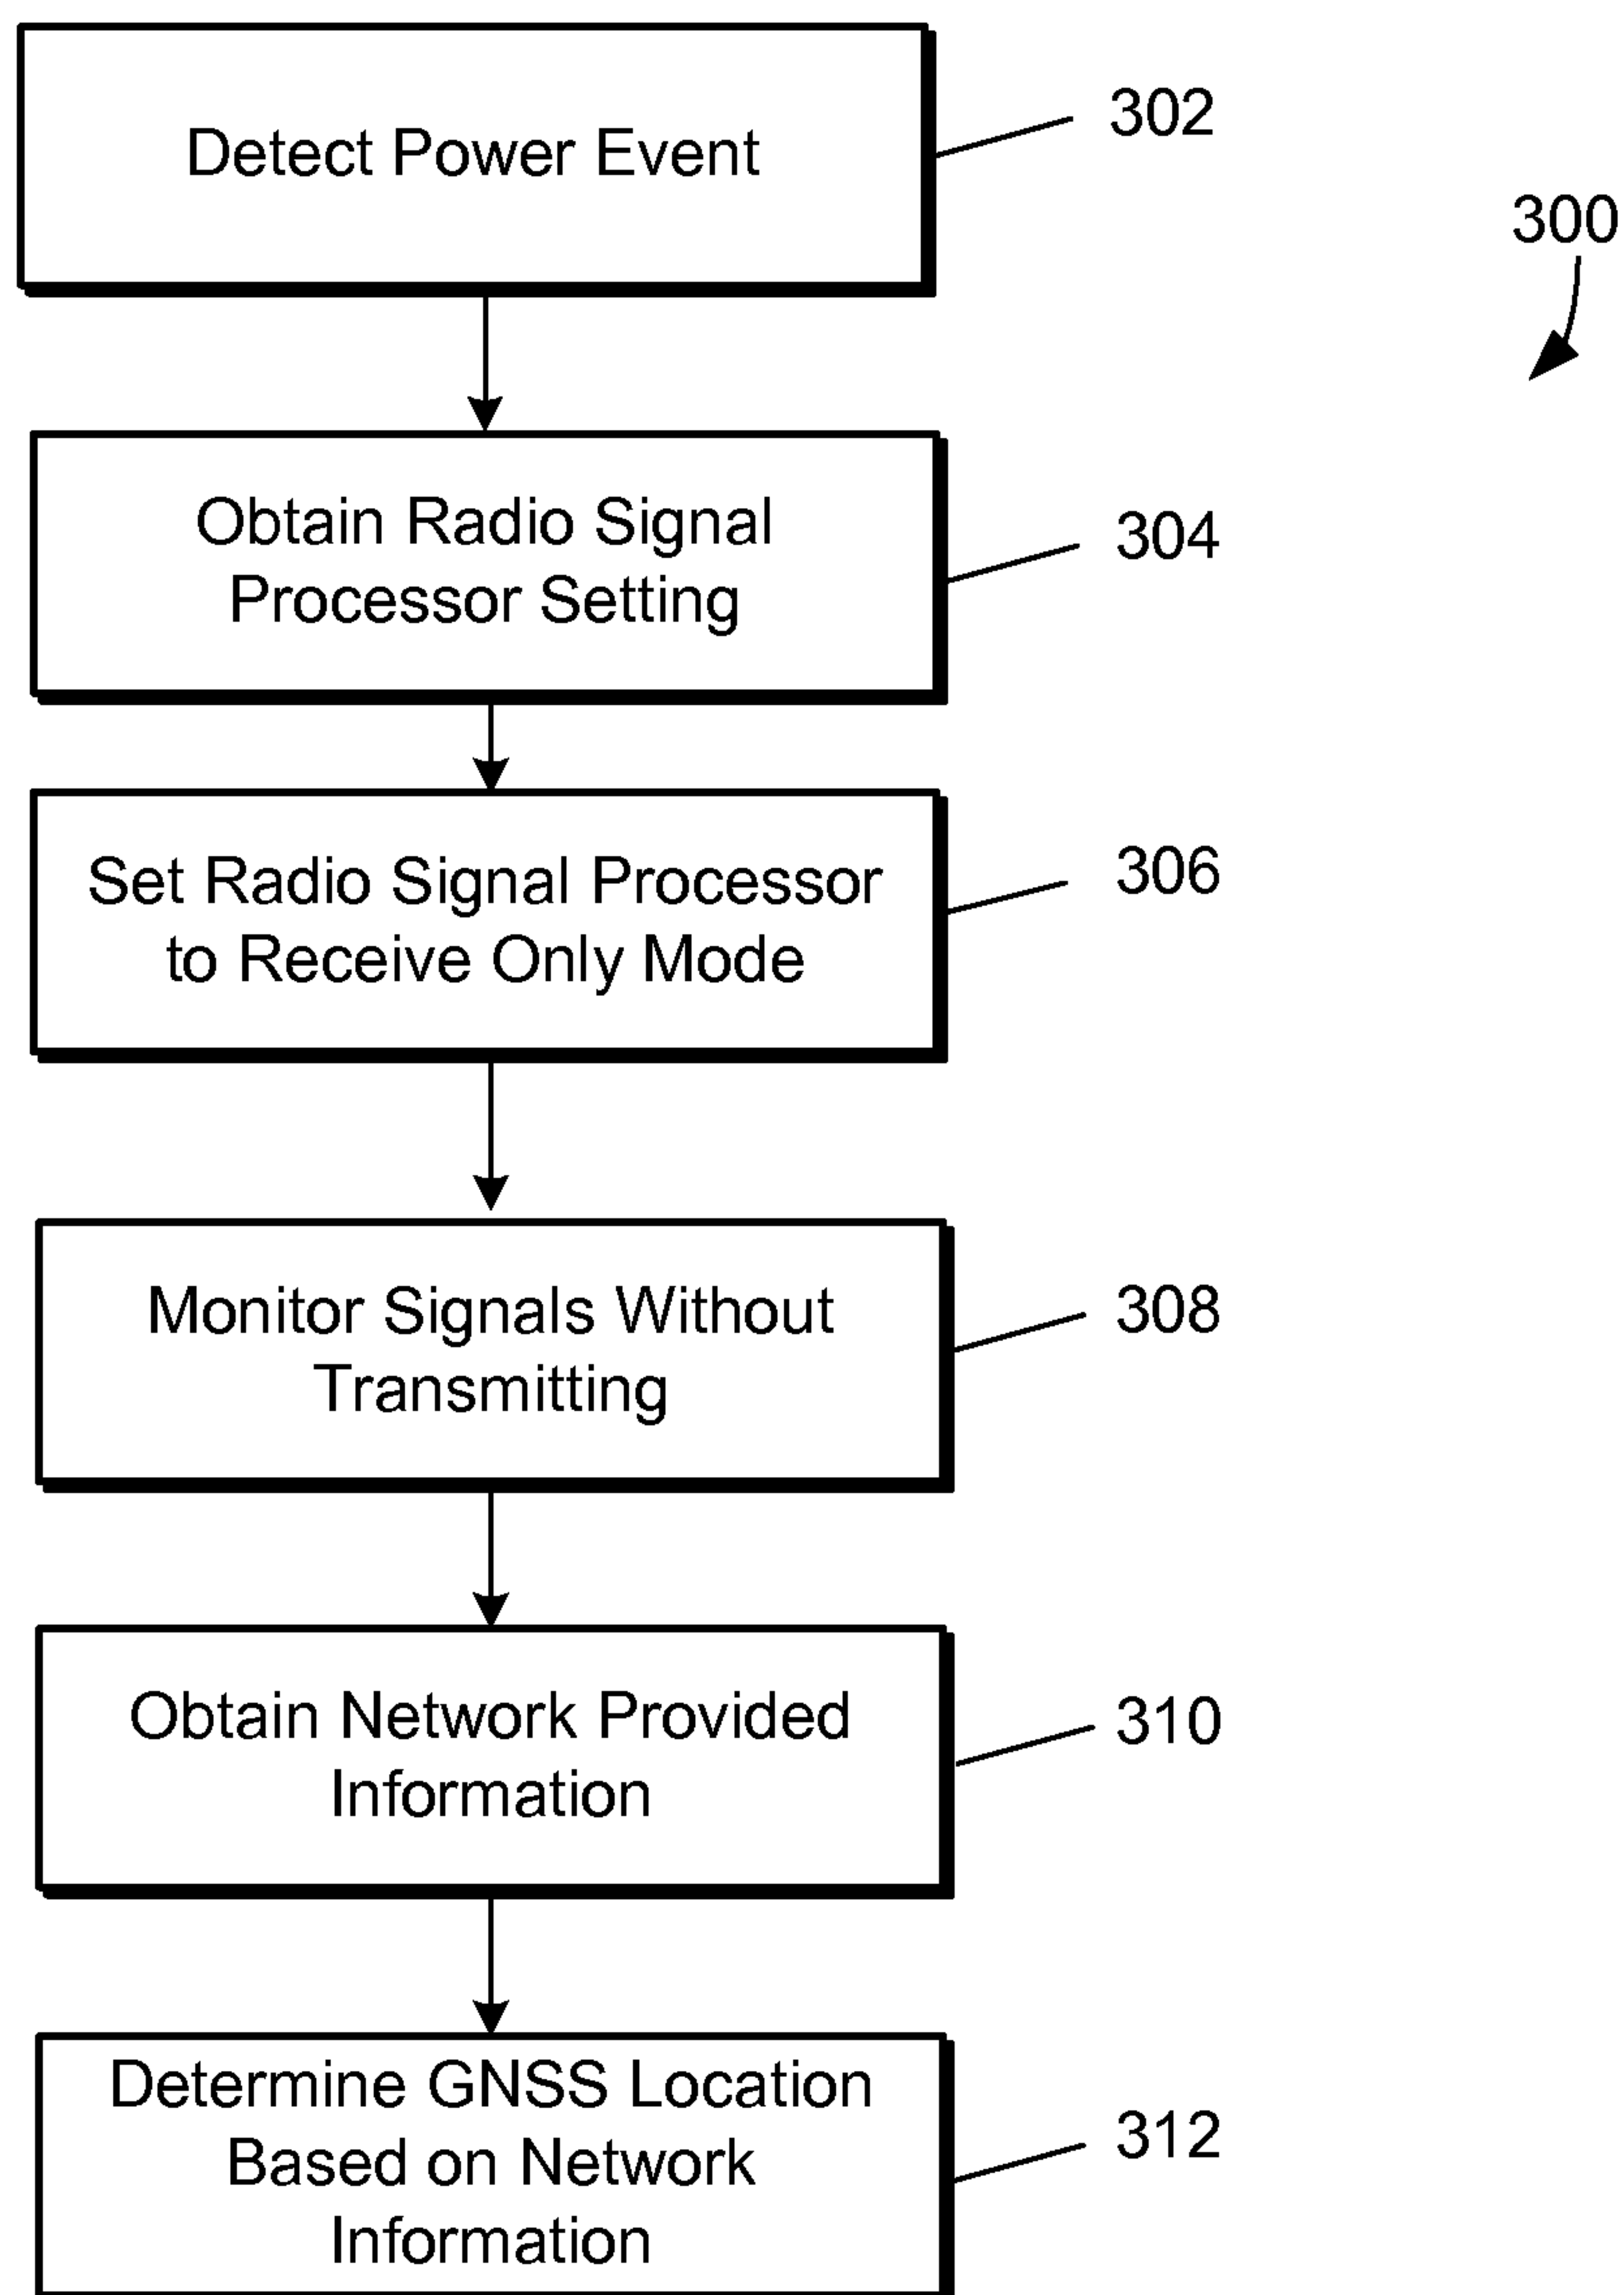 Detect Power Event
302
300
Obtain Radio Signal
Processor Setting
304
Set Radio Signal Processor
to Receive Only Mode
306
Monitor Signals Without
Transmitting
308
Obtain Network Provided
Information
310
Determine GNSS Location
Based on Network
Information
312